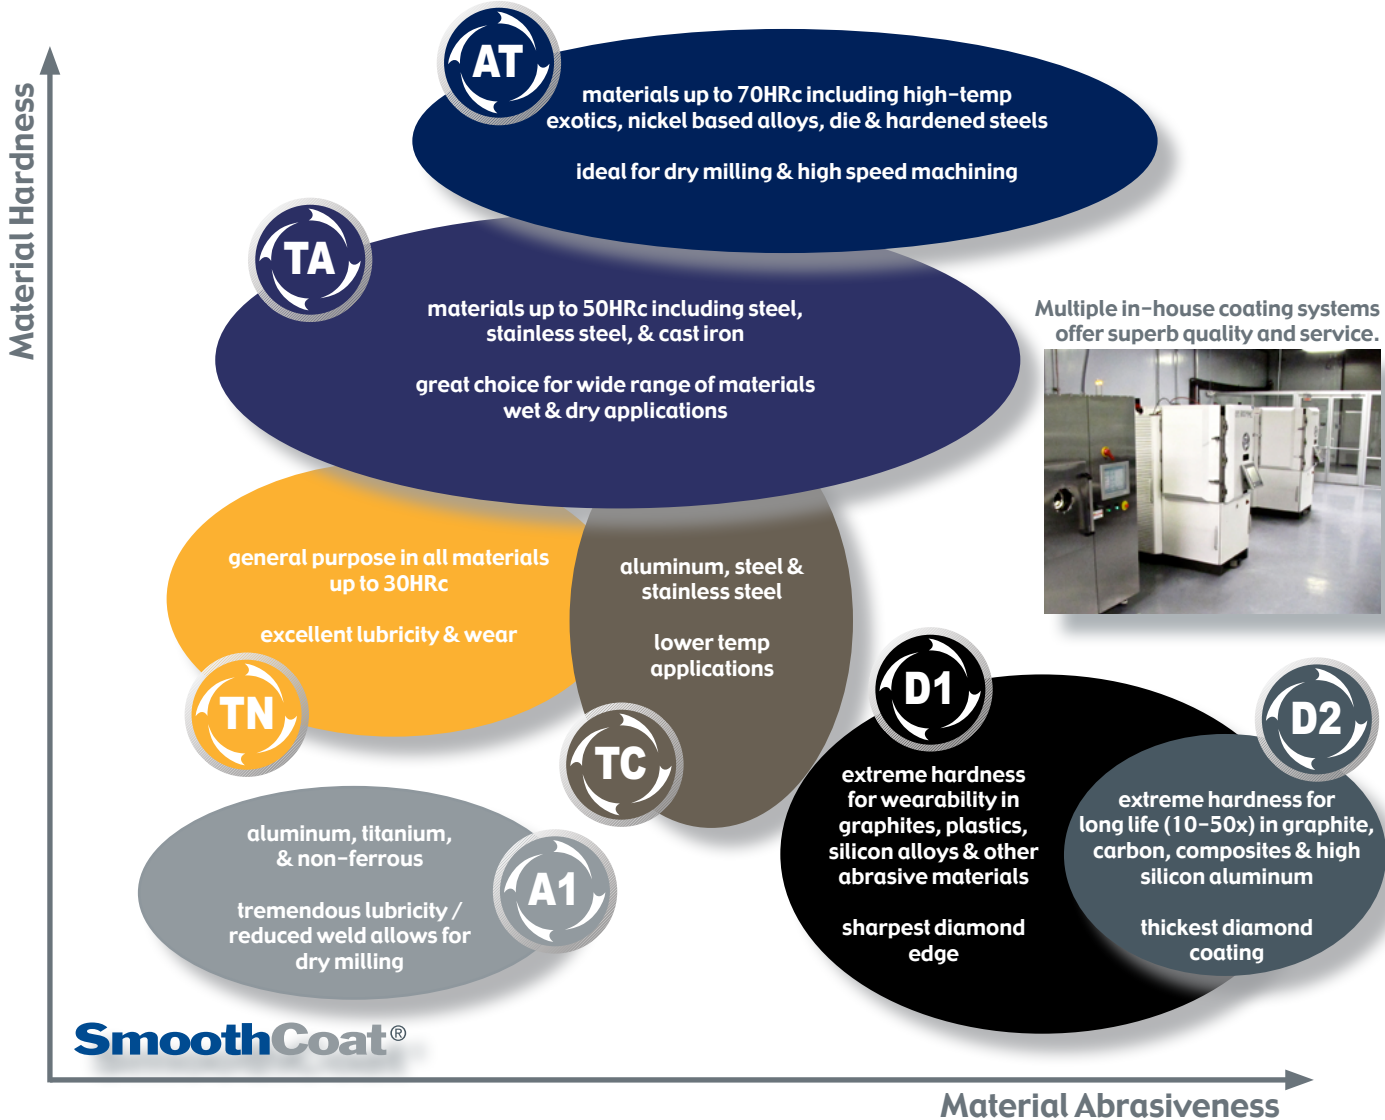 AT
materials up to 70HRc including high-temp
exotics, nickel based alloys, die & hardened steels
ideal for dry milling & high speed machining
Material Hardness
TA
materials up to 50HRc including steel,
stainless steel, & cast iron
great choice for wide range of materials
wet & dry applications
Multiple in-house coating systems
offer superb quality and service.
general purpose in all materials
up to 30HRc
excellent lubricity & wear
TN
aluminum, steel &
stainless steel
lower temp
applications
TC
D1
extreme hardness
for wearability in
graphites, plastics,
silicon alloys & other
abrasive materials
sharpest diamond
edge
D2
extreme hardness for
long life (10-50x) in graphite,
carbon, composites & high
silicon aluminum
thickest diamond
coating
aluminum, titanium,
& non-ferrous
tremendous lubricity /
reduced weld allows for
dry milling
A1
SmoothCoat®
Material Abrasiveness